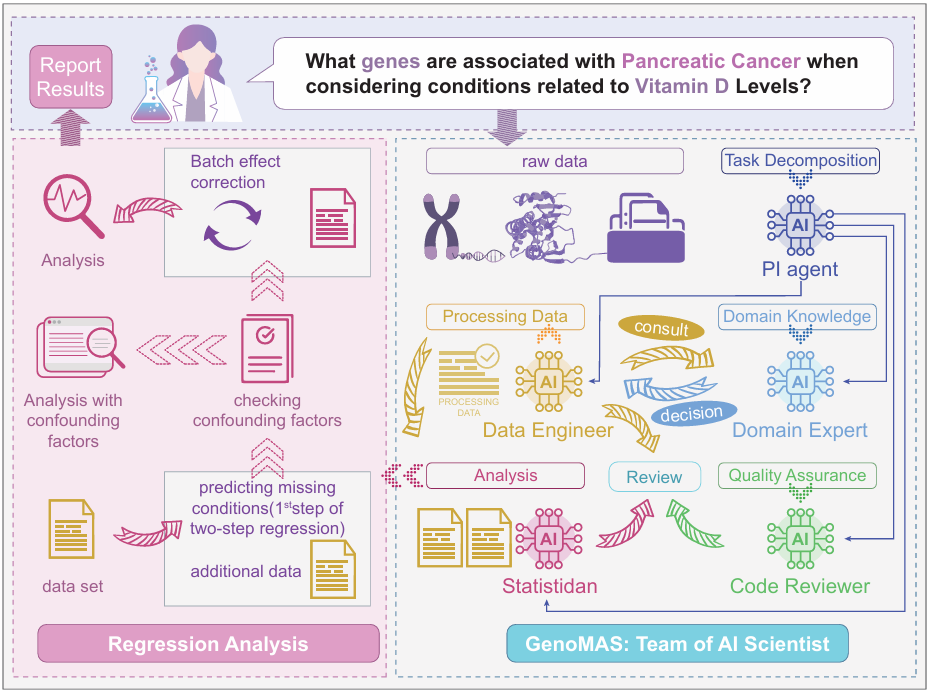 Report
Results
What genes are associated with Pancreatic Cancer when
considering conditions related to Vitamin D Levels?
Batch effect
correction
Analysis
Analysis with
confounding
factors
checking
confounding factors
predicting missing
conditions(1st step of
two-step regression)
additional data
data set
Regression Analysis
raw data
Task Decomposition
AI
PI agent
Processing Data
consult
Domain Knowledge
PROCESSING
DATA
AI
decision
AI
Data Engineer
Domain Expert
Analysis
Review
Quality Assurance
AI
AI
Statistidan
Code Reviewer
GenoMAS: Team of AI Scientist